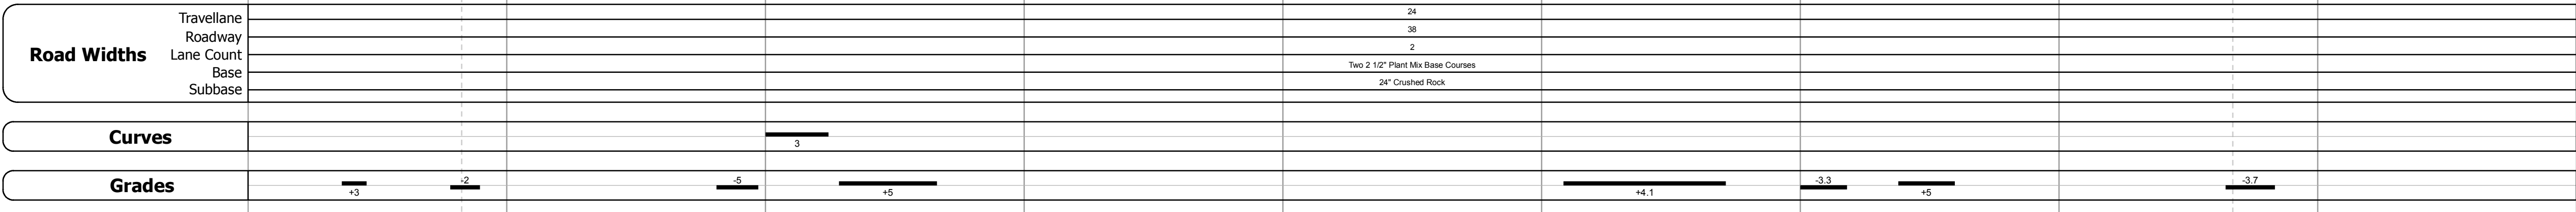 Road Widths
Travellane 24
Roadway 38
Lane Count 2
Base Two 2 1/2" Plant Mix Base Courses
Subbase 24" Crushed Rock
Curves
3
Grades
+3 -2 -5 +5 +4.1 -3.3 +5 -3.7